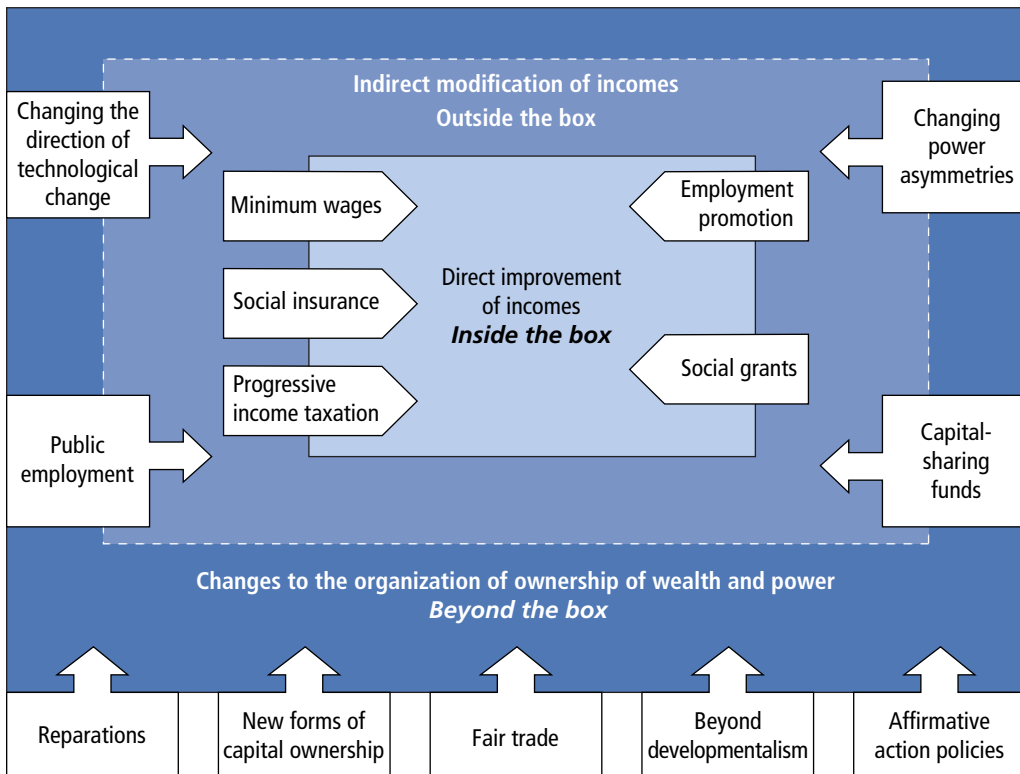 Indirect modification of incomes
Outside the box
Changing the
direction of
technological
change
Changing
power
asymmetries
Minimum wages
Employment
promotion
Social insurance
Direct improvement
of incomes
Inside the box
Progressive
income taxation
Social grants
Public
employment
Capital-
sharing
funds
Changes to the organization of ownership of wealth and power
Beyond the box
Reparations
New forms of
capital ownership
Fair trade
Beyond
developmentalism
Affirmative
action policies